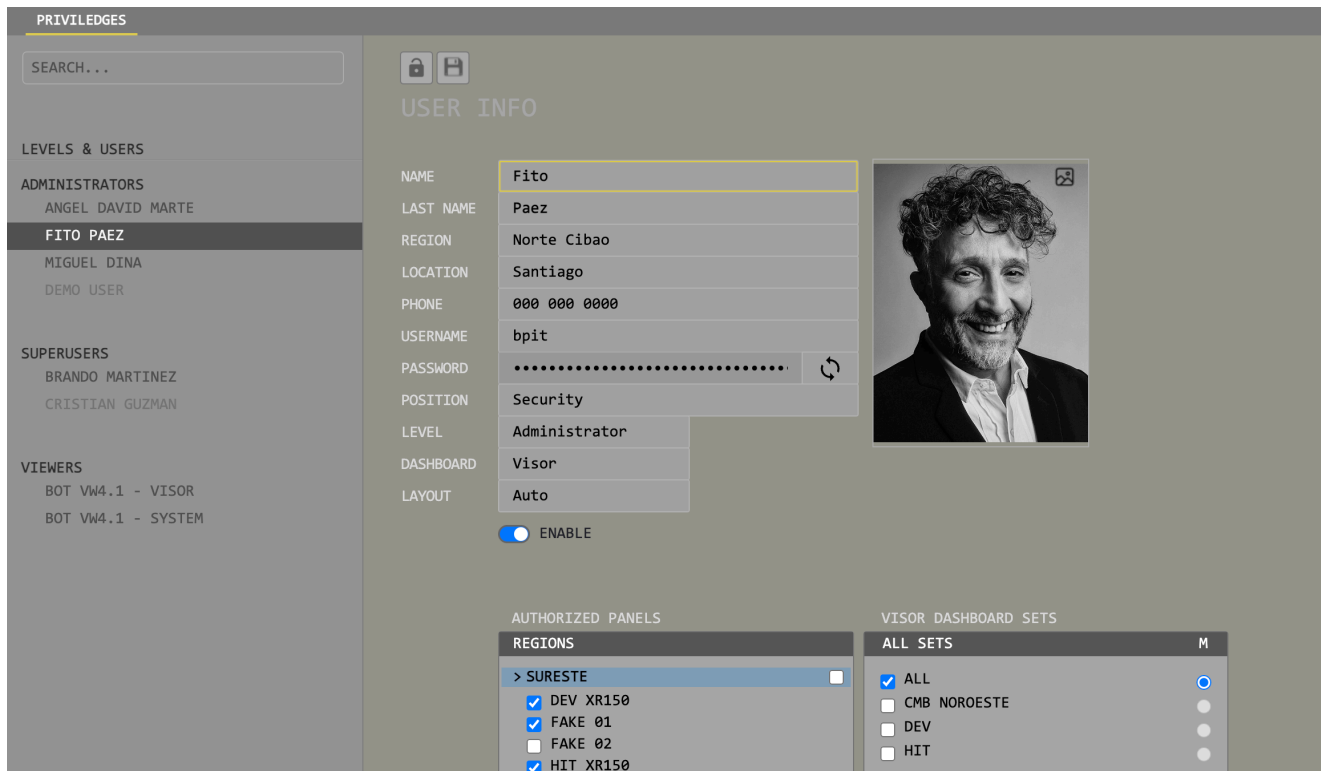 PRIVILEDGES
SEARCH...
LEVELS & USERS
ADMINISTRATORS
ANGEL DAVID MARTE
FITO PAEZ
MIGUEL DINA
DEMO USER
SUPERUSERS
BRANDO MARTINEZ
CRISTIAN GUZMAN
VIEWERS
BOT VW4.1 - VISOR
BOT VW4.1 - SYSTEM
USER INFO
NAME Fito
LAST NAME Paez
REGION Norte Cibao
LOCATION Santiago
PHONE 000 000 0000
USERNAME bpit
PASSWORD
POSITION Security
LEVEL Administrator
DASHBOARD Visor
LAYOUT Auto
ENABLE
AUTHORIZED PANELS
REGIONS
> SURESTE
DEV XR150
FAKE 01
FAKE 02
HIT XR150
VISOR DASHBOARD SETS
ALL SETS M
ALL
CMB NOROESTE
DEV
HIT